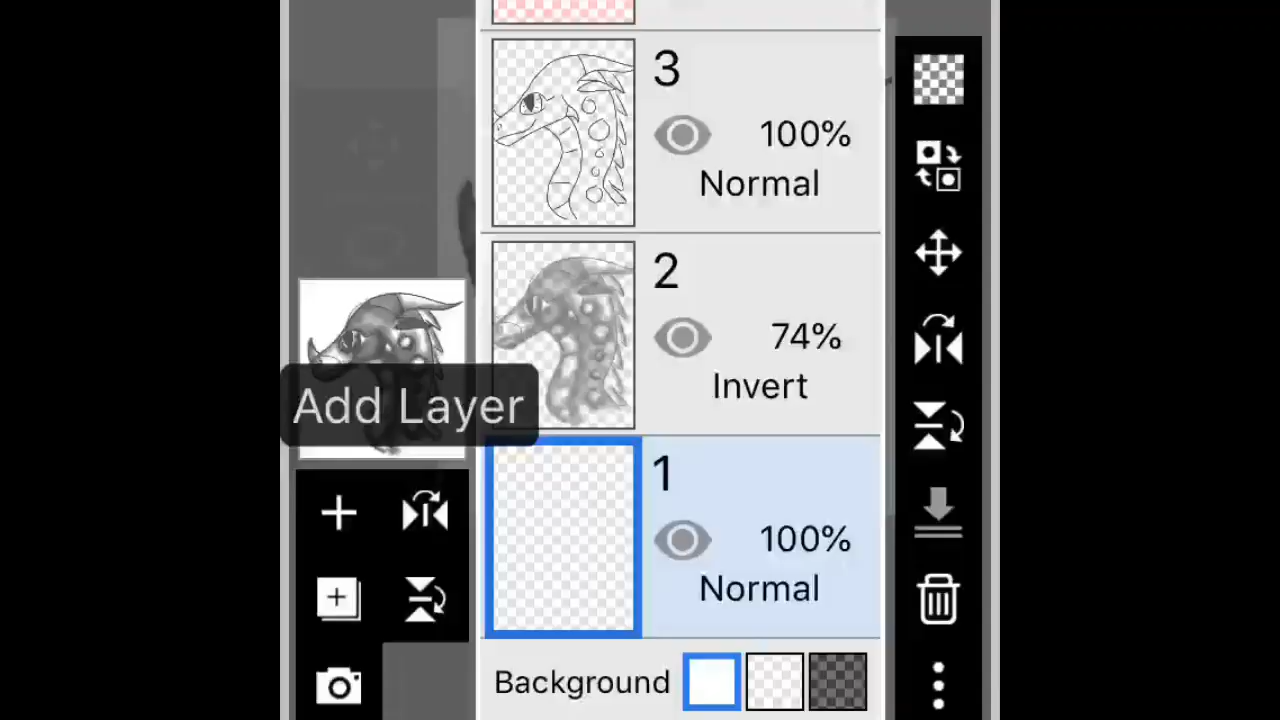 3
100%
Normal
2
74%
Invert
Add Layer
1
100%
Normal
Background